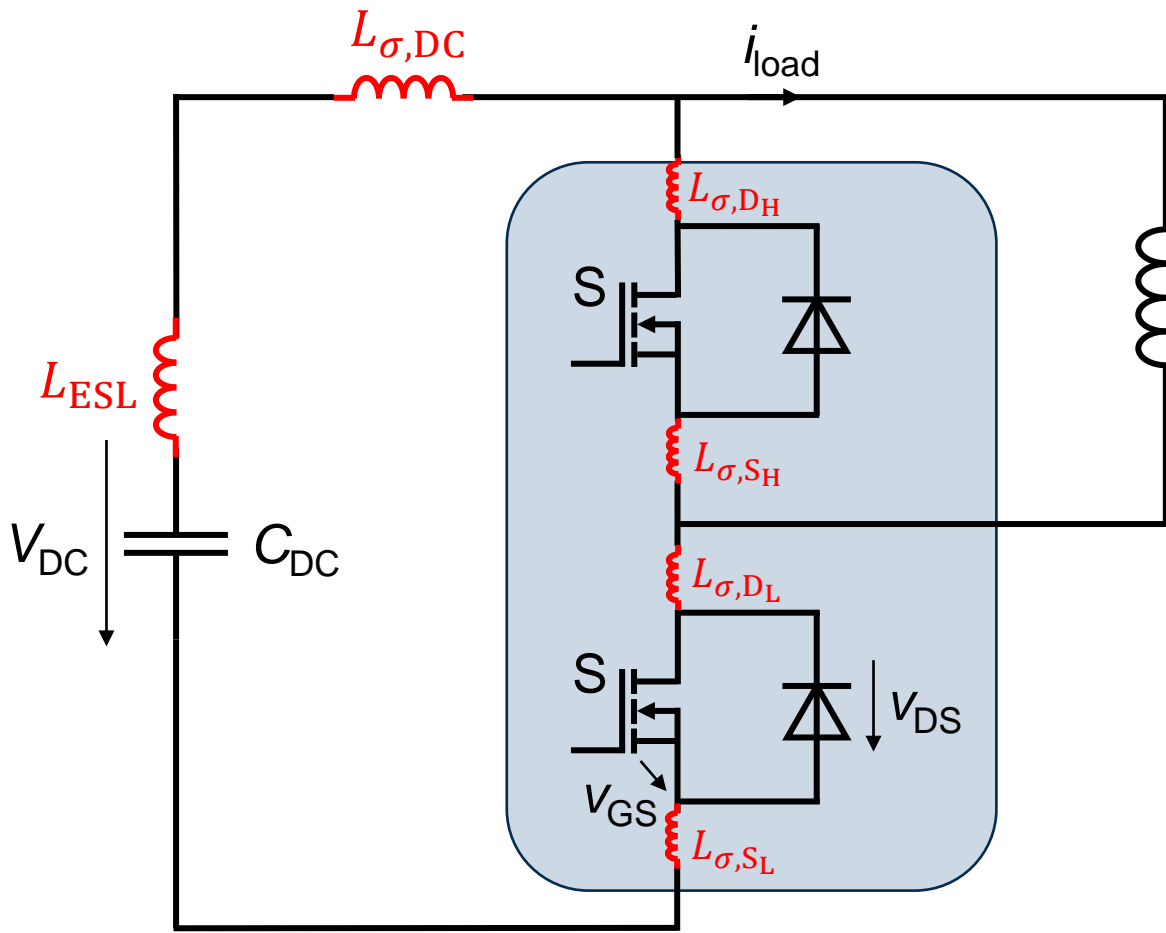 Lσ,DC
iload
Lσ,DH
S
LESL
Lσ,SH
VDC
CDC
Lσ,DL
S
vDS
vGS
Lσ,SL